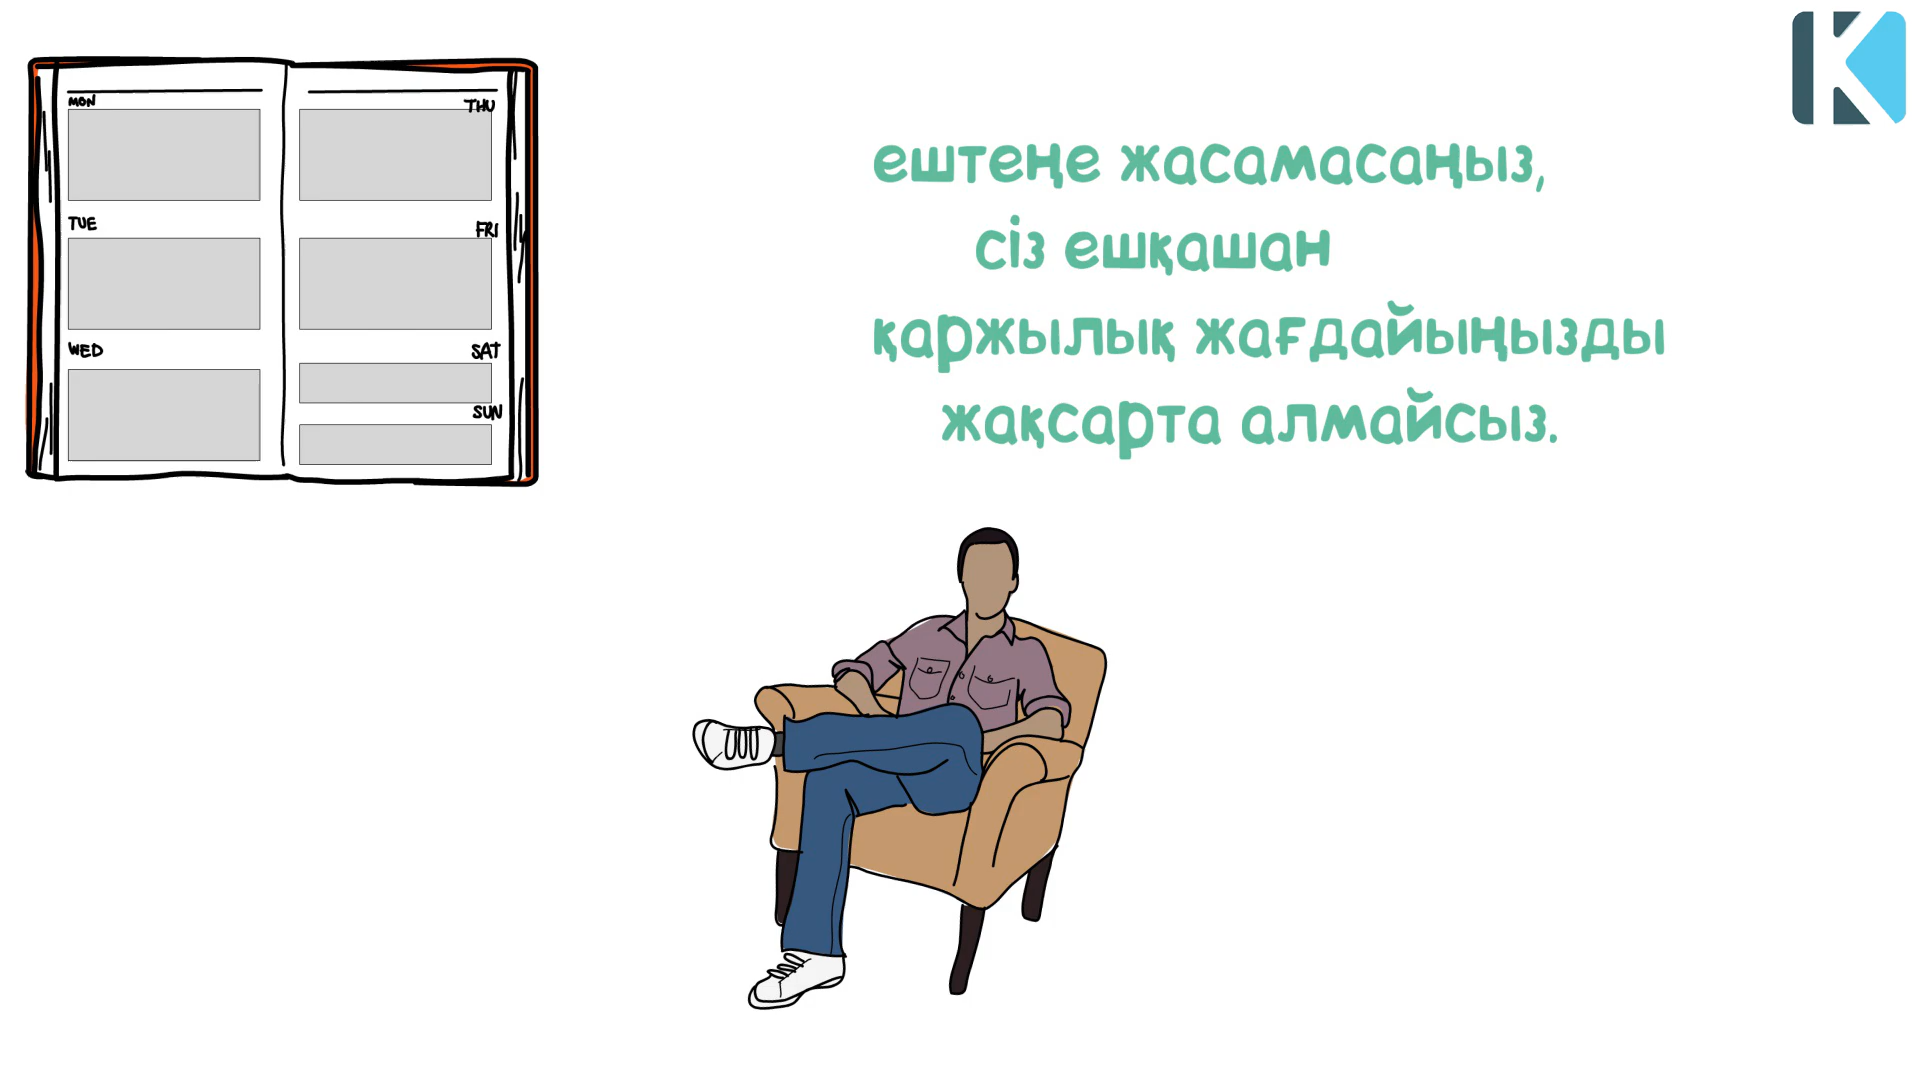 MON
TUE
WED
THU
FRI
SAT
SUN
ештеңе жасамасаңыз,
сіз ешқашан
қаржылық жағдайыңызды
жақсарта алмайсыз.
K